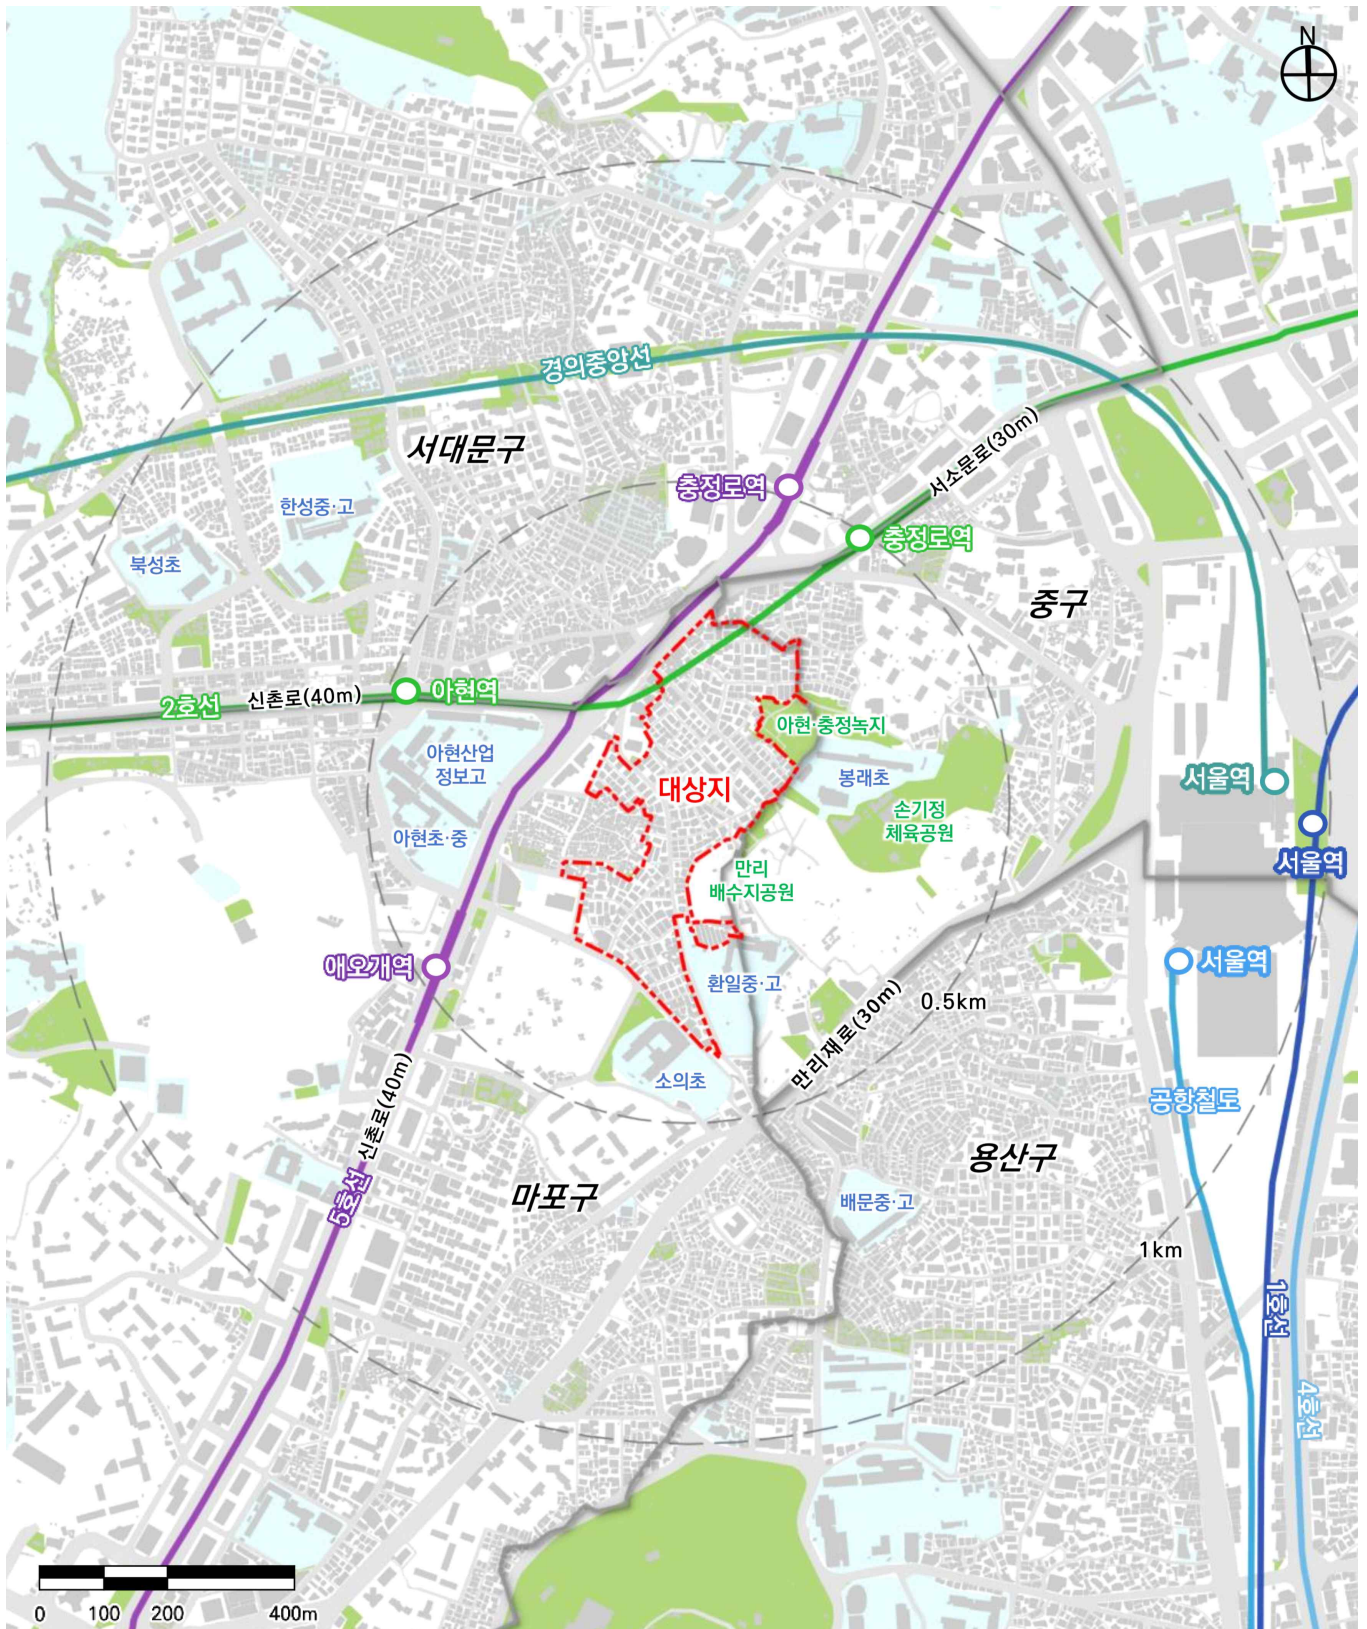 N
경의중앙선
서대문구
서소문로(30m)
충정로역
한성중·고
충정로역
북성초
중구
아현역
신촌로(40m)
2호선
아현·충정녹지
아현산업
정보고
대상지
봉래초
서울역
손기정
체육공원
아현초·중
서울역
만리
배수지공원
애오개역
서울역
환일중·고
0.5km
만리재로(30m)
소의초
공항철도
신촌로(40m)
용산구
5호선
마포구
배문중·고
1km
1호선
4호선
0 100 200 400m